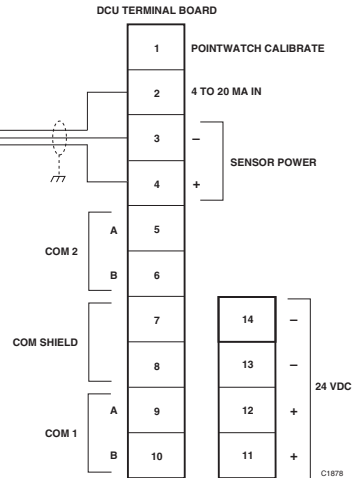 DCU TERMINAL BOARD
1 POINTWATCH CALIBRATE
2 4 TO 20 MA IN
3 –
SENSOR POWER
4 +
A 5
COM 2
B 6
7 14 –
COM SHIELD
8 13 –
24 VDC
A 9 12 +
COM 1
B 10 11 +
C1878